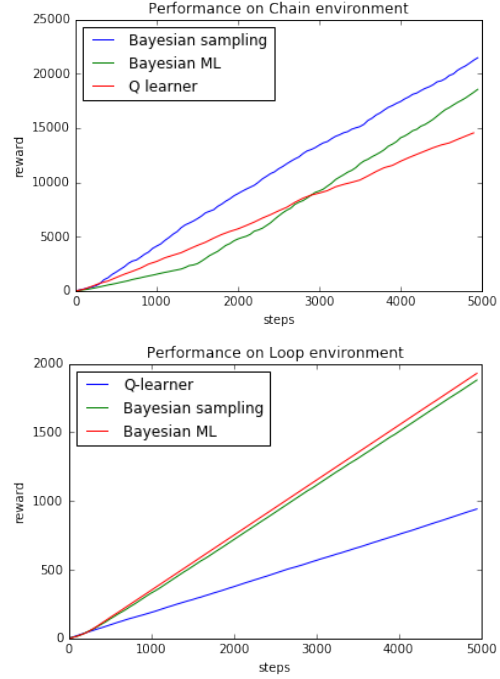 Performance on Chain environment
25000
20000
15000
10000
5000
0
reward
Bayesian sampling
Bayesian ML
Q learner
0 1000 2000 3000 4000 5000
steps
Performance on Loop environment
2000
1500
1000
500
0
reward
Q-learner
Bayesian sampling
Bayesian ML
0 1000 2000 3000 4000 5000
steps